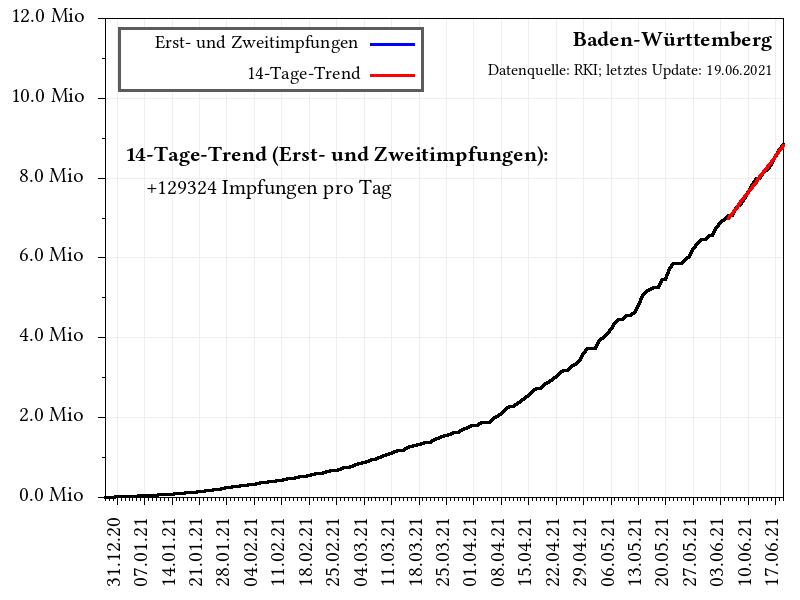 12.0 Mio
10.0 Mio
8.0 Mio
6.0 Mio
4.0 Mio
2.0 Mio
0.0 Mio
Erst- und Zweitimpfungen
14-Tage-Trend
Baden-Württemberg
Datenquelle: RKI; letztes Update: 19.06.2021
14-Tage-Trend (Erst- und Zweitimpfungen):
+129324 Impfungen pro Tag
31.12.20
07.01.21
14.01.21
21.01.21
28.01.21
04.02.21
11.02.21
18.02.21
25.02.21
04.03.21
11.03.21
18.03.21
25.03.21
01.04.21
08.04.21
15.04.21
22.04.21
29.04.21
06.05.21
13.05.21
20.05.21
27.05.21
03.06.21
10.06.21
17.06.21